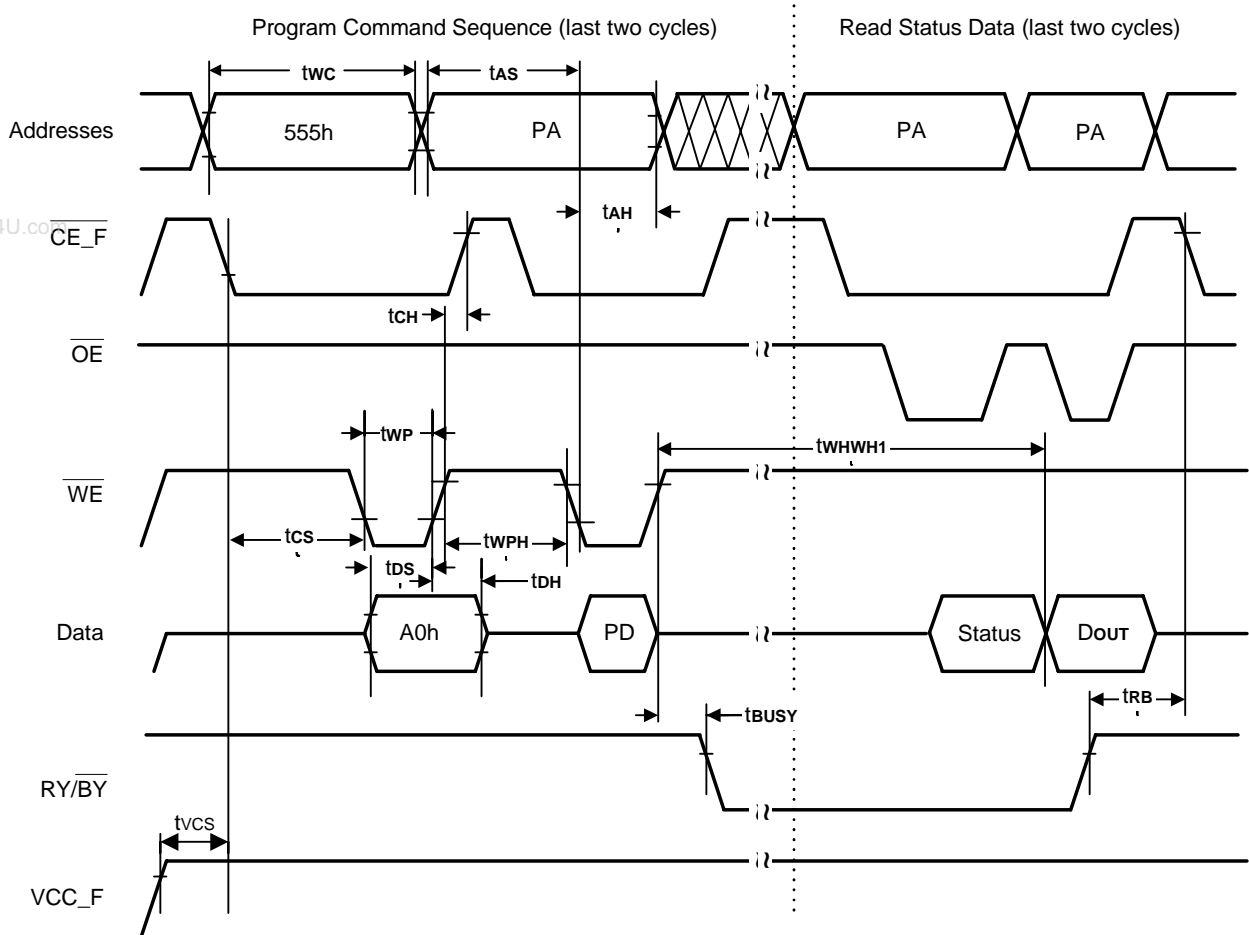 Program Command Sequence (last two cycles)
Read Status Data (last two cycles)
tWC
tAS
Addresses
555h
PA
PA
PA
tAH
4U.com
CE_F
tCH
OE
tWP
tWHWH1
WE
tCS
tWPH
tDS
tDH
Data
A0h
PD
Status
DOUT
tBUSY
tRB
RY/BY
tVCS
VCC_F